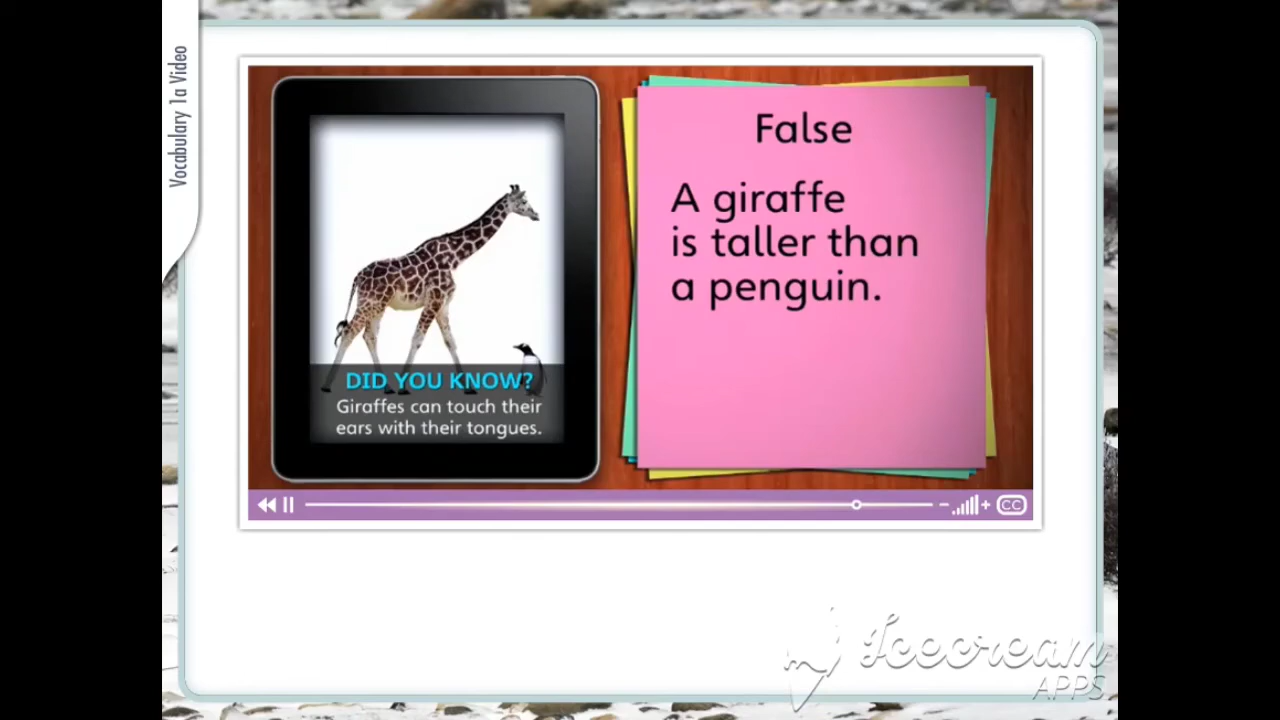 Vocabulary 1a Video
False
A giraffe
is taller than
a penguin.
DID YOU KNOW?
Giraffes can touch their
ears with their tongues.
CC
Icecream
APPS